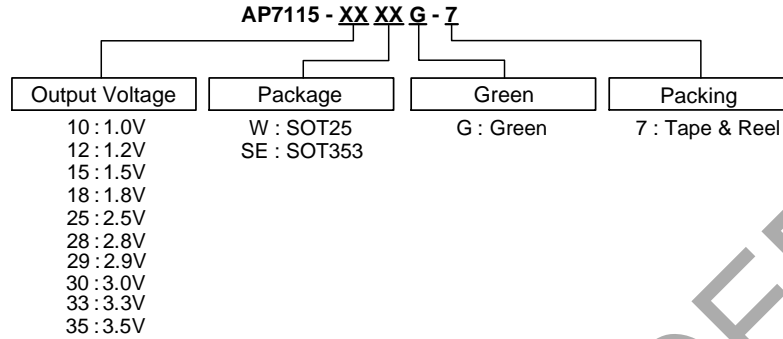 AP7115 - XX XX G - 7
Output Voltage Package Green Packing
10 : 1.0V W : SOT25 G : Green 7 : Tape & Reel
12 : 1.2V SE : SOT353
15 : 1.5V
18 : 1.8V
25 : 2.5V
28 : 2.8V
29 : 2.9V
30 : 3.0V
33 : 3.3V
35 : 3.5V